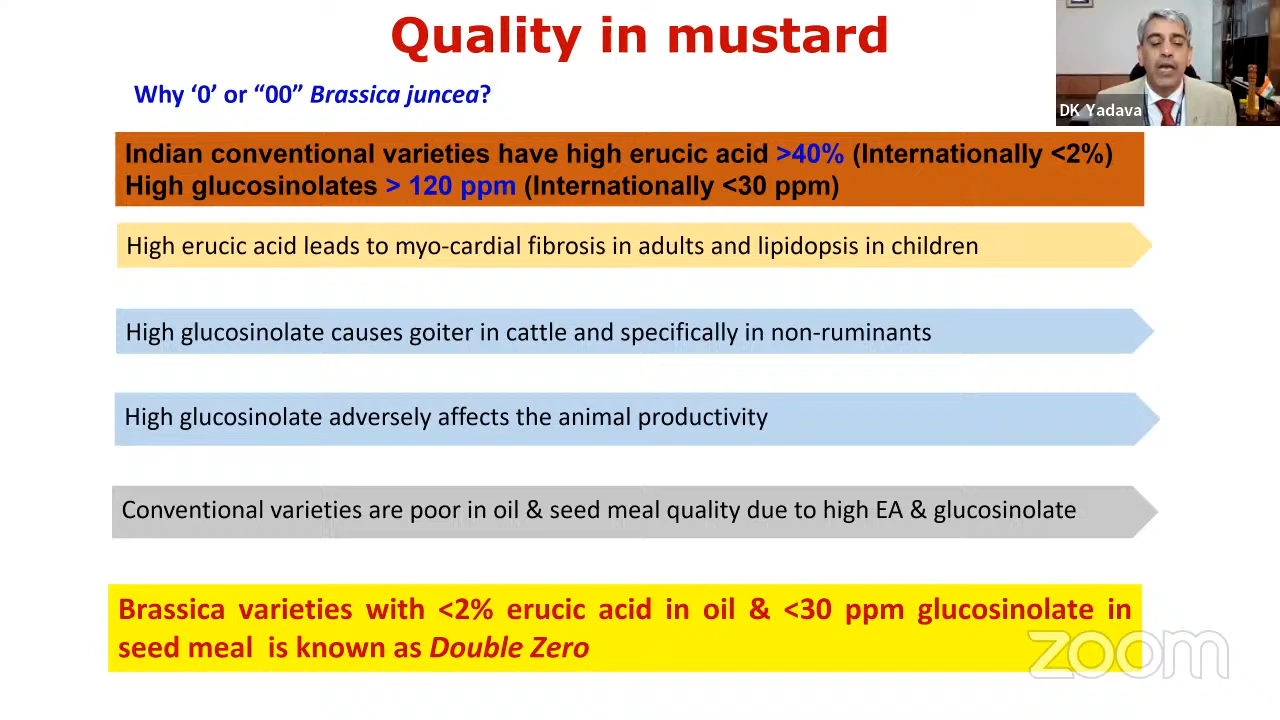 Quality in mustard
DK Yadava
Why ‘0’ or “00” Brassica juncea?
Indian conventional varieties have high erucic acid >40% (Internationally <2%)
High glucosinolates > 120 ppm (Internationally <30 ppm)
High erucic acid leads to myo-cardial fibrosis in adults and lipidopsis in children
High glucosinolate causes goiter in cattle and specifically in non-ruminants
High glucosinolate adversely affects the animal productivity
Conventional varieties are poor in oil & seed meal quality due to high EA & glucosinolate
Brassica varieties with <2% erucic acid in oil & <30 ppm glucosinolate in
seed meal is known as Double Zero
zoom